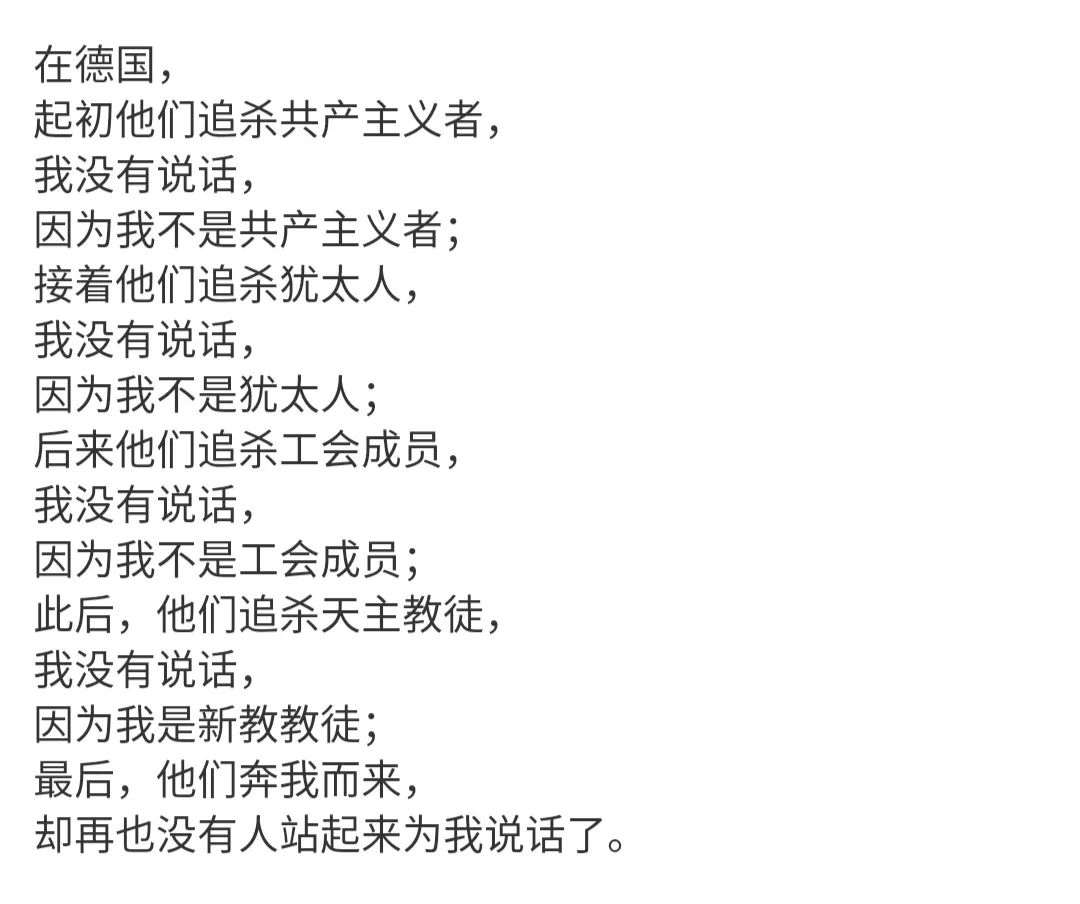 在德国，
起初他们追杀共产主义者，
我没有说话，
因为我不是共产主义者；
接着他们追杀犹太人，
我没有说话，
因为我不是犹太人；
后来他们追杀工会成员，
我没有说话，
因为我不是工会成员；
此后，他们追杀天主教徒，
我没有说话，
因为我是新教教徒；
最后，他们奔我而来，
却再也没有人站起来为我说话了。